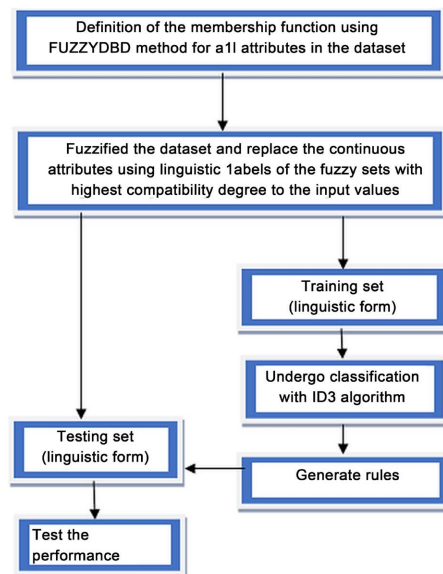 Definition of the membership function using
FUZZYDBD method for a1l attributes in the dataset
Fuzzified the dataset and replace the continuous
attributes using linguistic 1abels of the fuzzy sets with
highest compatibility degree to the input values
Training set
(linguistic form)
Undergo classification
with ID3 algorithm
Testing set
(linguistic form)
Generate rules
Test the
performance